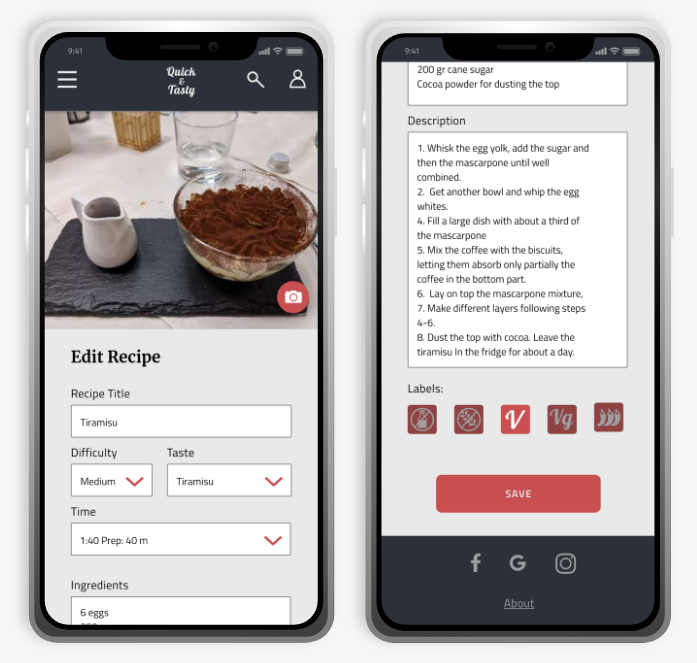 9:41
Quick
&
Tasty
Edit Recipe
Recipe Title
Tiramisu
Difficulty
Taste
Medium
Tiramisu
Time
1:40 Prep: 40 m
Ingredients
6 eggs
9:41
200 gr cane sugar
Cocoa powder for dusting the top
Description
1. Whisk the egg yolk, add the sugar and
then the mascarpone until well
combined.
2. Get another bowl and whip the egg
whites.
4. Fill a large dish with about a third of
the mascarpone
5. Mix the coffee with the biscuits,
letting them absorb only partially the
coffee in the bottom part.
6. Lay on top the mascarpone mixture,
7. Make different layers following steps
4-6.
8. Dust the top with cocoa. Leave the
tiramisu In the fridge for about a day.
Labels:
V
Vg
SAVE
f
G
About